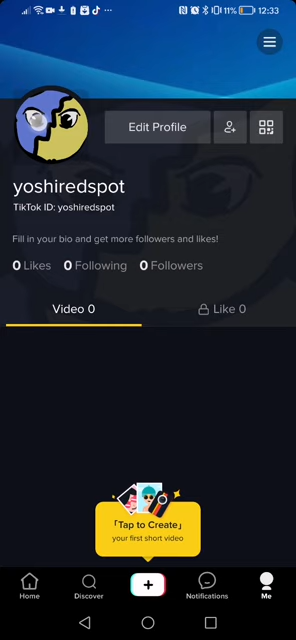 11% 12:33
Edit Profile
yoshiredspot
TikTok ID: yoshiredspot
Fill in your bio and get more followers and likes!
0 Likes 0 Following 0 Followers
Video 0 Like 0
「Tap to Create」
your first short video
Home Discover Notifications Me